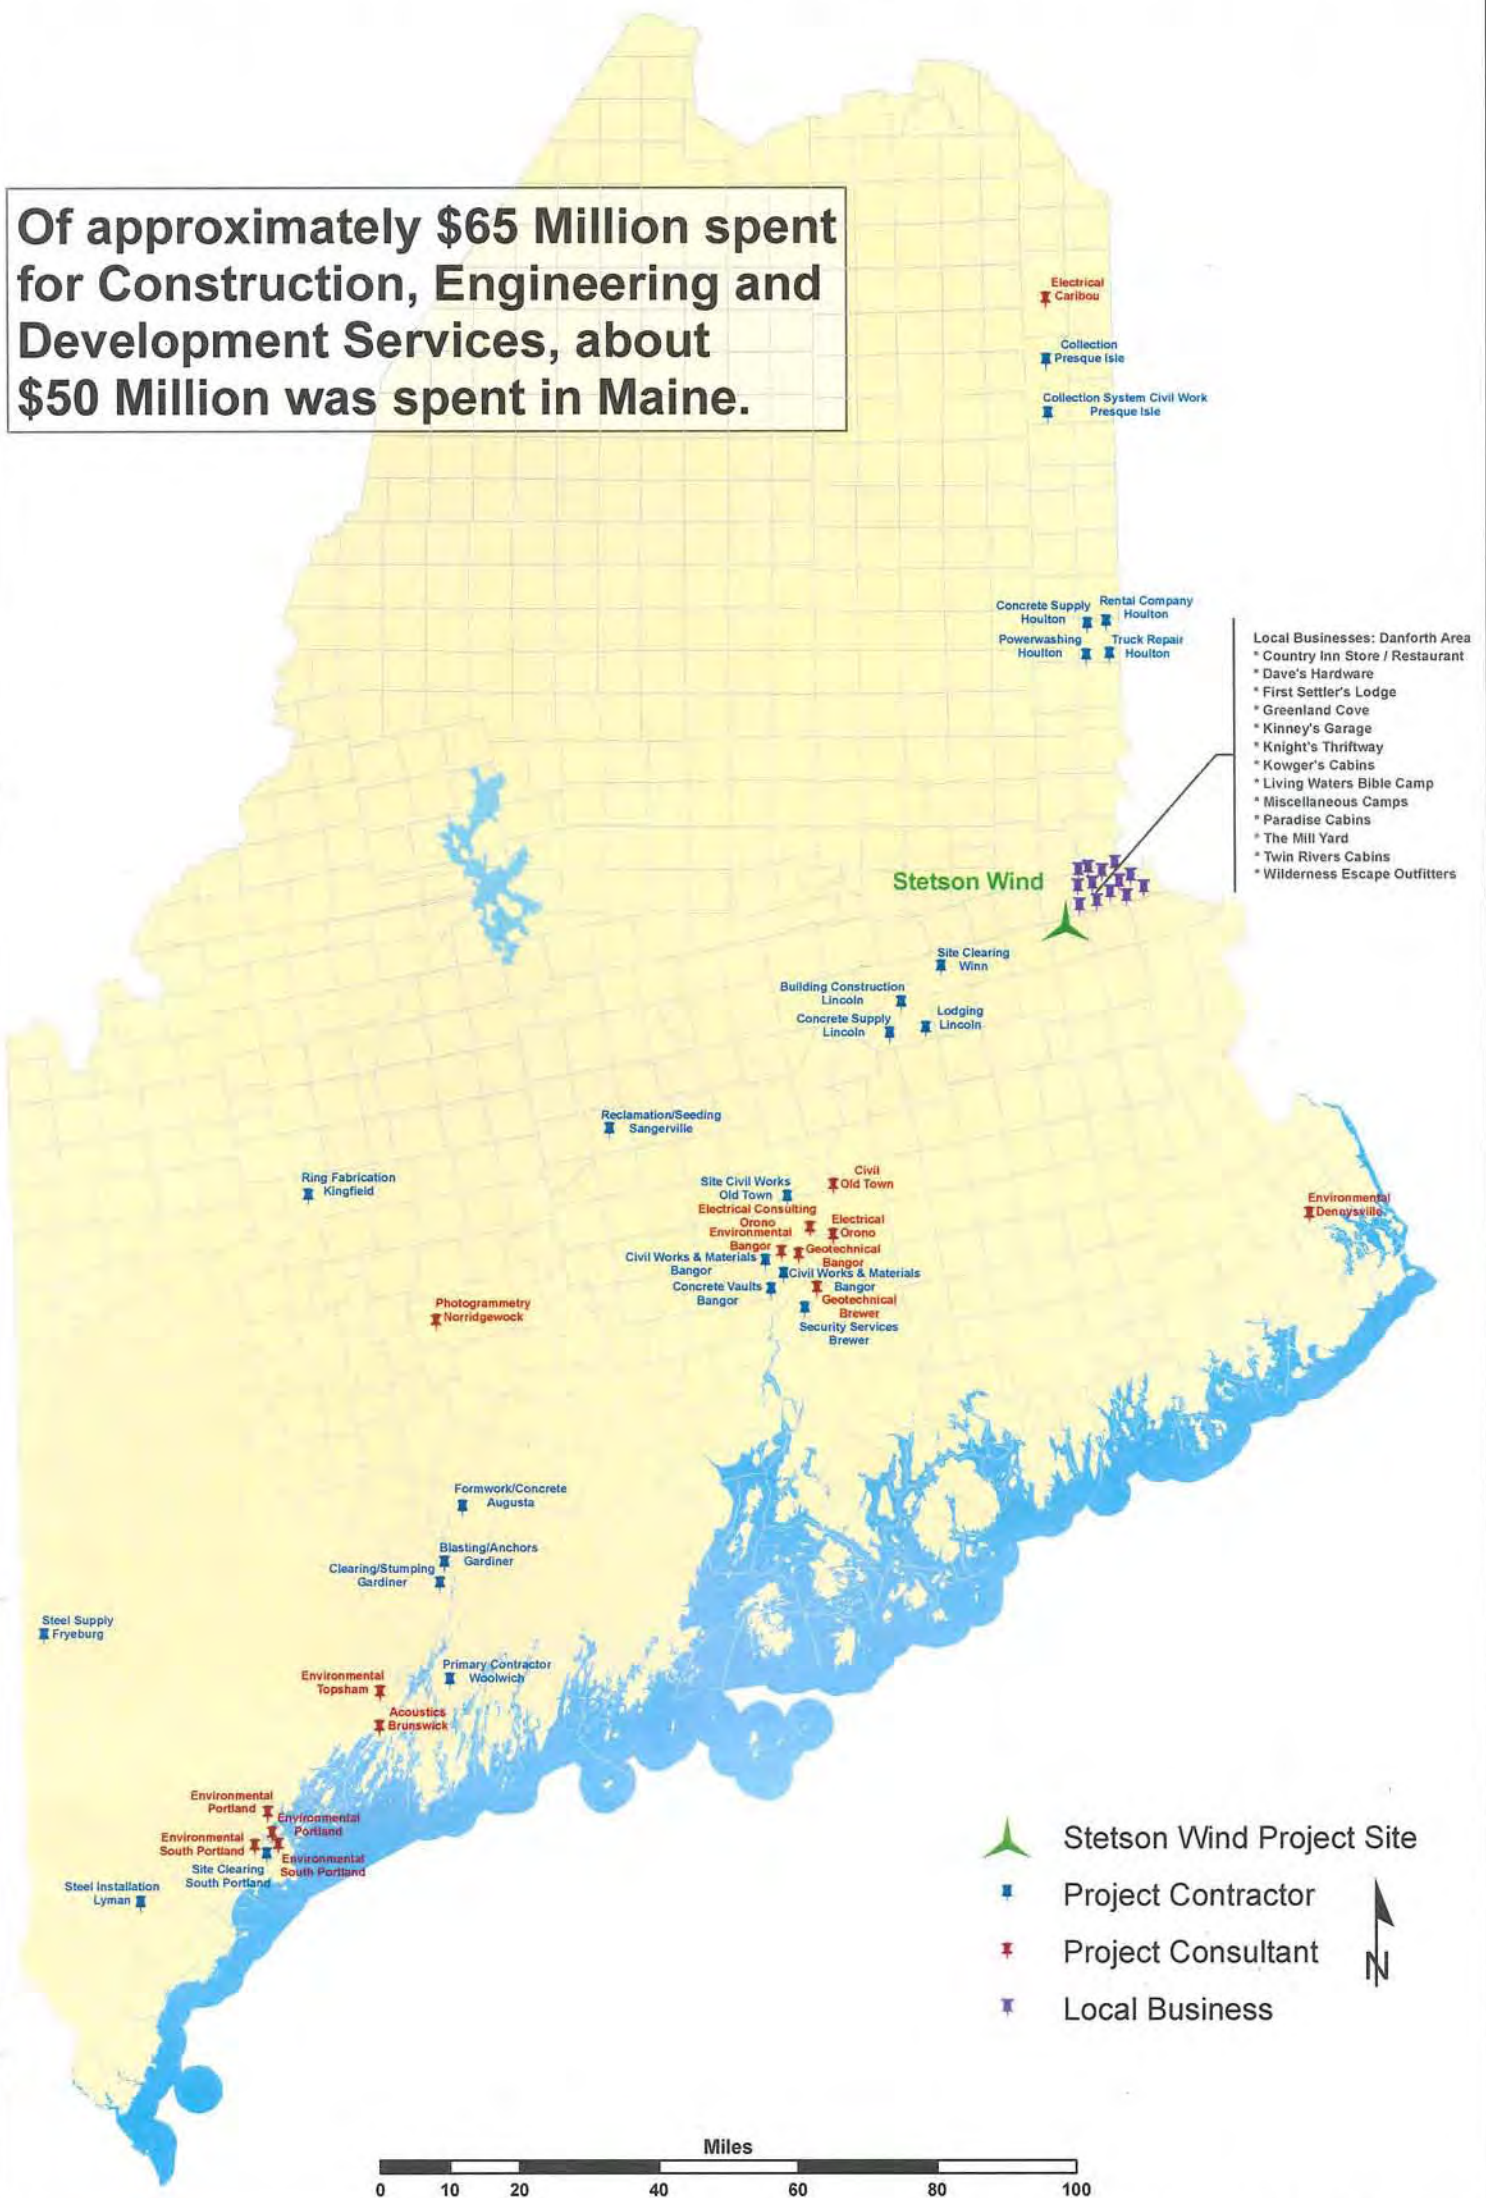 Of approximately $65 Million spent
for Construction, Engineering and
Development Services, about
$50 Million was spent in Maine.
Electrical
Caribou
Collection
Presque Isle
Collection System Civil Work
Presque Isle
Concrete Supply
Houlton
Rental Company
Houlton
Powerwashing
Houlton
Truck Repair
Houlton
Local Businesses: Danforth Area
* Country Inn Store / Restaurant
* Dave's Hardware
* First Settler's Lodge
* Greenland Cove
* Kinney's Garage
* Knight's Thriftway
* Kowger's Cabins
* Living Waters Bible Camp
* Miscellaneous Camps
* Paradise Cabins
* The Mill Yard
* Twin Rivers Cabins
* Wilderness Escape Outfitters
Stetson Wind
Site Clearing
Winn
Building Construction
Lincoln
Concrete Supply
Lincoln
Lodging
Lincoln
Reclamation/Seeding
Sangerville
Ring Fabrication
Kingfield
Site Civil Works
Old Town
Civil
Old Town
Electrical Consulting
Orono
Electrical
Orono
Environmental
Bangor
Geotechnical
Bangor
Civil Works & Materials
Bangor
Civil Works & Materials
Bangor
Concrete Vaults
Bangor
Geotechnical
Brewer
Security Services
Brewer
Environmental
Dennysville
Photogrammetry
Norridgewock
Formwork/Concrete
Augusta
Blasting/Anchors
Gardiner
Clearing/Stumping
Gardiner
Steel Supply
Fryeburg
Primary Contractor
Woolwich
Environmental
Topsham
Acoustics
Brunswick
Environmental
Portland
Environmental
Portland
Environmental
South Portland
Environmental
South Portland
Site Clearing
South Portland
Steel Installation
Lyman
Stetson Wind Project Site
Project Contractor
Project Consultant
Local Business
N
Miles
0 10 20 40 60 80 100